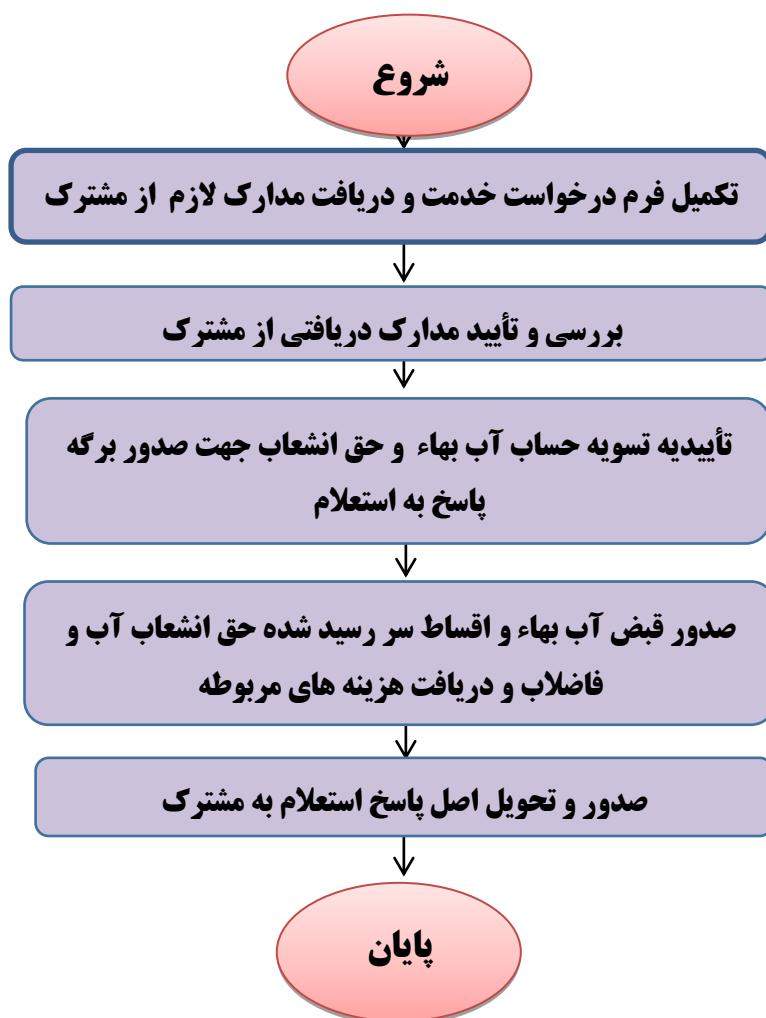 شروع
تکمیل فرم درخواست خدمت و دریافت مدارک لازم از مشترک
بررسی و تأیید مدارک دریافتی از مشترک
تأییدیه تسویه حساب آب بهاء و حق انشعاب جهت صدور برگه
پاسخ به استعلام
صدور قبض آب بهاء و اقساط سر رسید شده حق انشعاب آب و
فاضلاب و دریافت هزینه های مربوطه
صدور و تحویل اصل پاسخ استعلام به مشترک
پایان